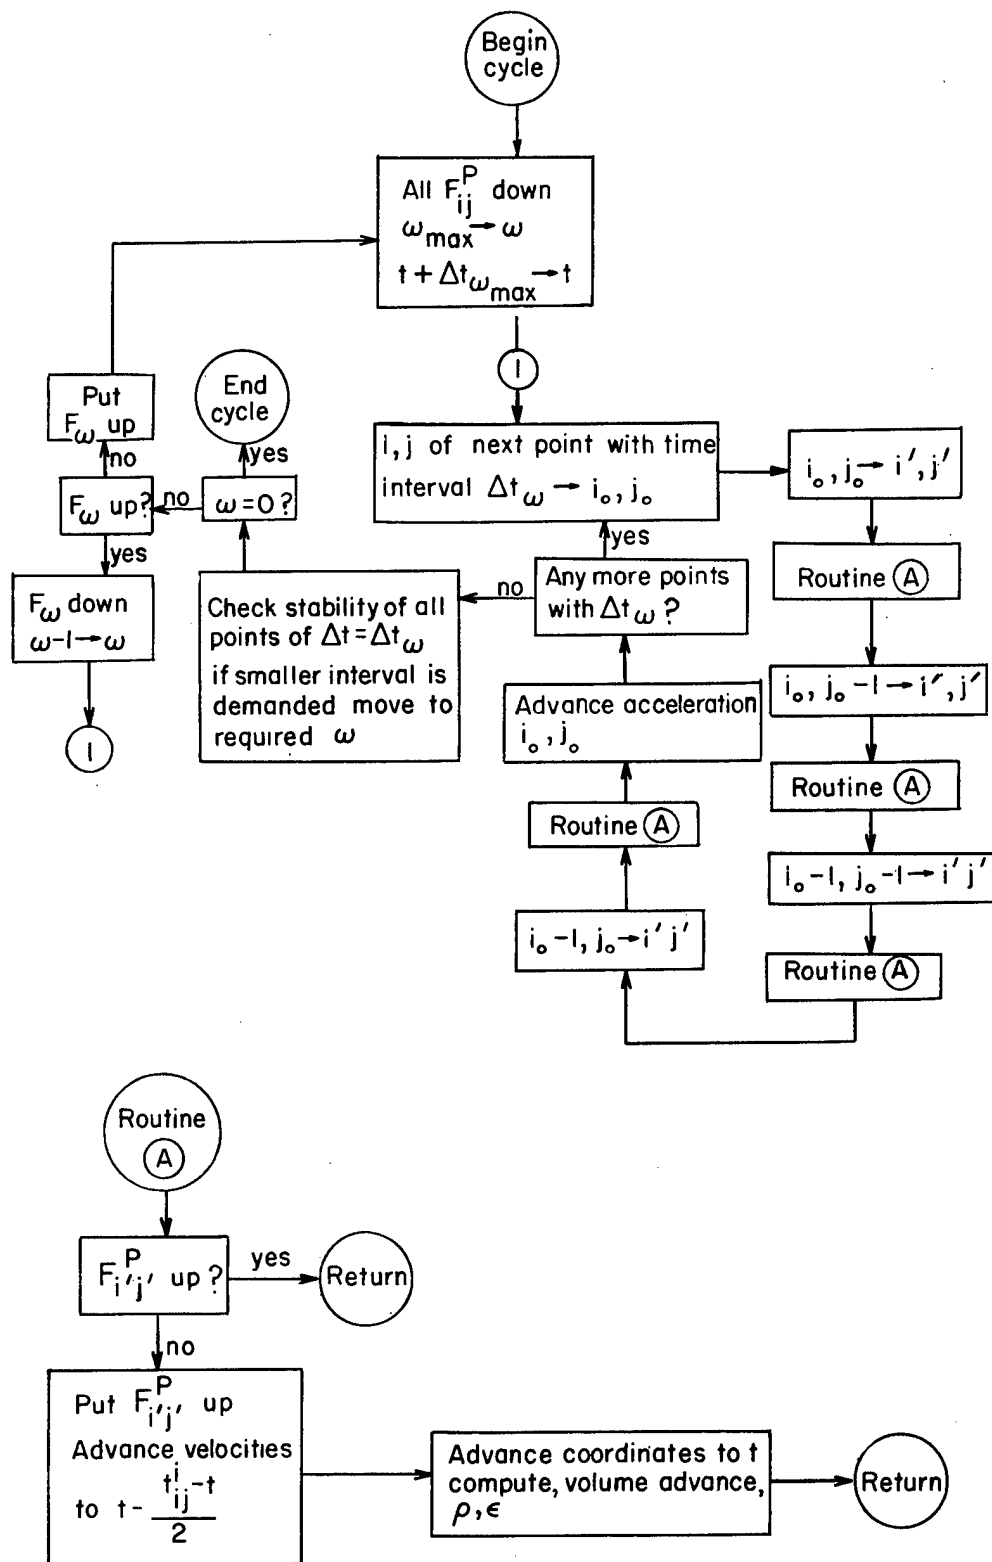 Begin
cycle
All F^P_ij down
ω_max → ω
t + Δt_ω_max → t
1
i, j of next point with time
interval Δt_ω → i_o, j_o
i_o, j_o → i′, j′
Routine A
i_o, j_o -1 → i′, j′
Routine A
i_o -1, j_o -1 → i′ j′
Routine A
i_o -1, j_o → i′ j′
Routine A
Advance acceleration
i_o, j_o
Any more points
with Δt_ω ?
yes
no
Check stability of all
points of Δt = Δt_ω
if smaller interval is
demanded move to
required ω
ω=0 ?
yes
End
cycle
no
F_ω up?
no
Put
F_ω up
yes
F_ω down
ω-1 → ω
1
Routine
A
F^P_i′j′ up ?
yes
Return
no
Put F^P_i′j′ up
Advance velocities
to t - (t^i_ij - t)/2
Advance coordinates to t
compute, volume advance,
ρ, ϵ
Return